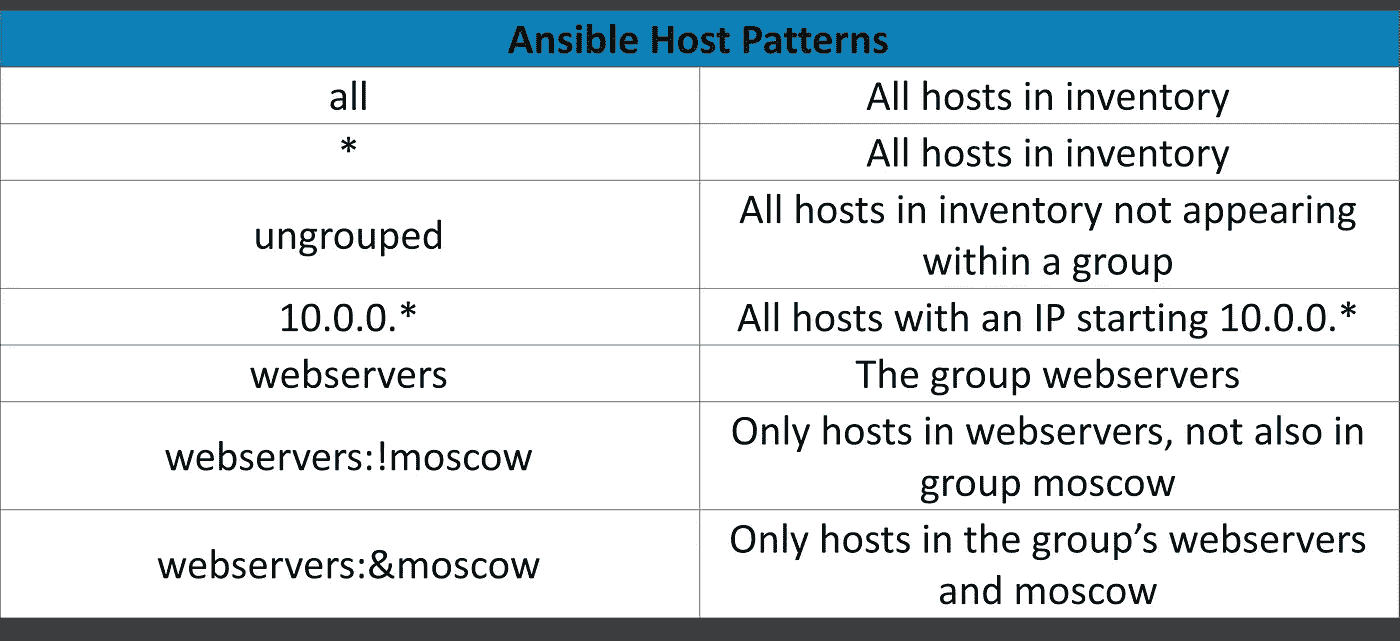 Ansible Host Patterns
all
All hosts in inventory
*
All hosts in inventory
ungrouped
All hosts in inventory not appearing
within a group
10.0.0.*
All hosts with an IP starting 10.0.0.*
webservers
The group webservers
webservers:!moscow
Only hosts in webservers, not also in
group moscow
webservers:&moscow
Only hosts in the group’s webservers
and moscow